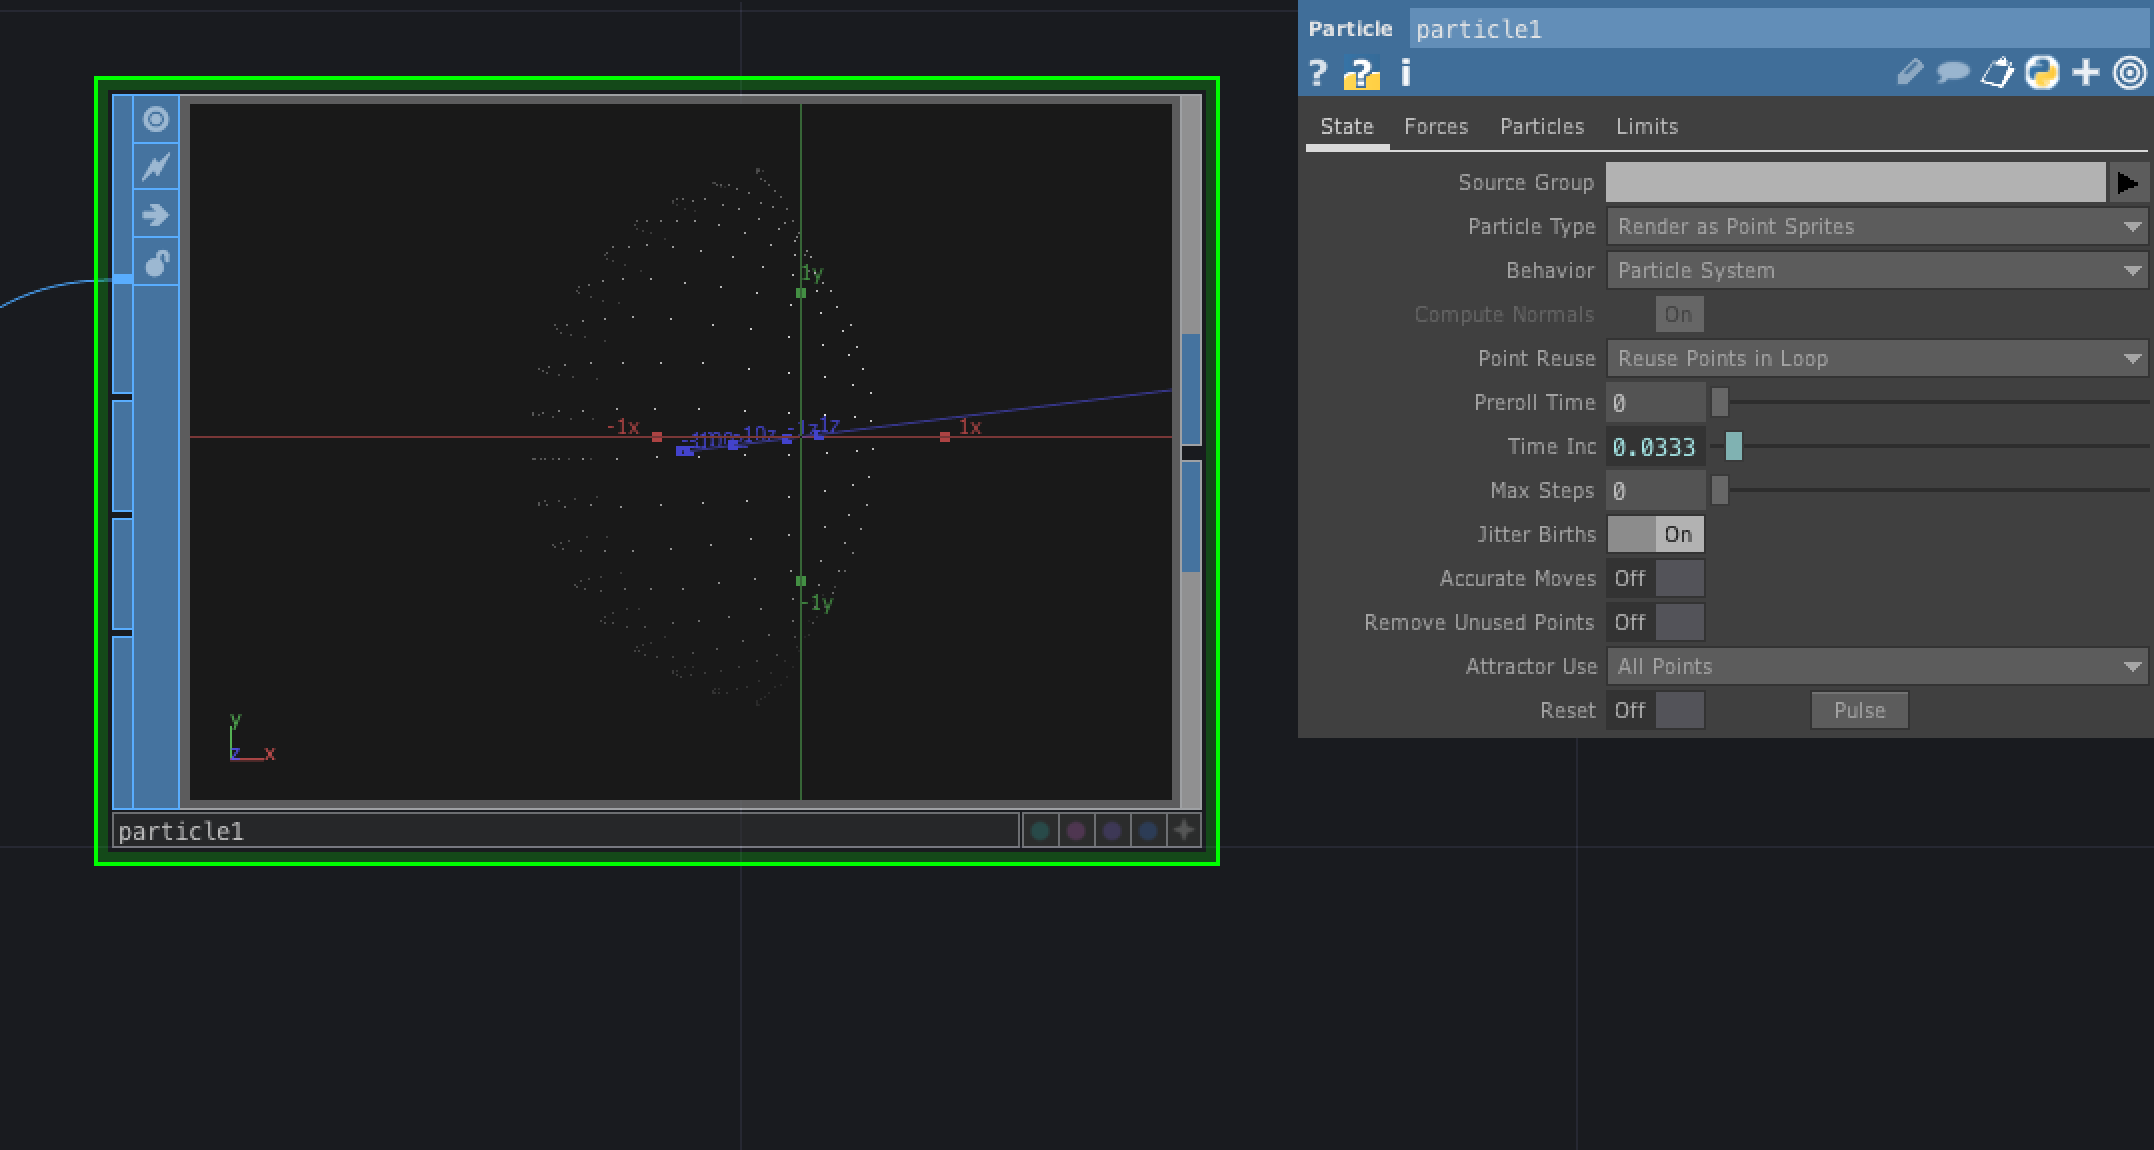 Particle particle1
? ? i
State Forces Particles Limits
Source Group
Particle Type Render as Point Sprites
Behavior Particle System
Compute Normals On
Point Reuse Reuse Points in Loop
Preroll Time 0
Time Inc 0.0333
Max Steps 0
Jitter Births On
Accurate Moves Off
Remove Unused Points Off
Attractor Use All Points
Reset Off Pulse
1y
-1x -10z -1z 1z 1x
-1y
y
z x
particle1